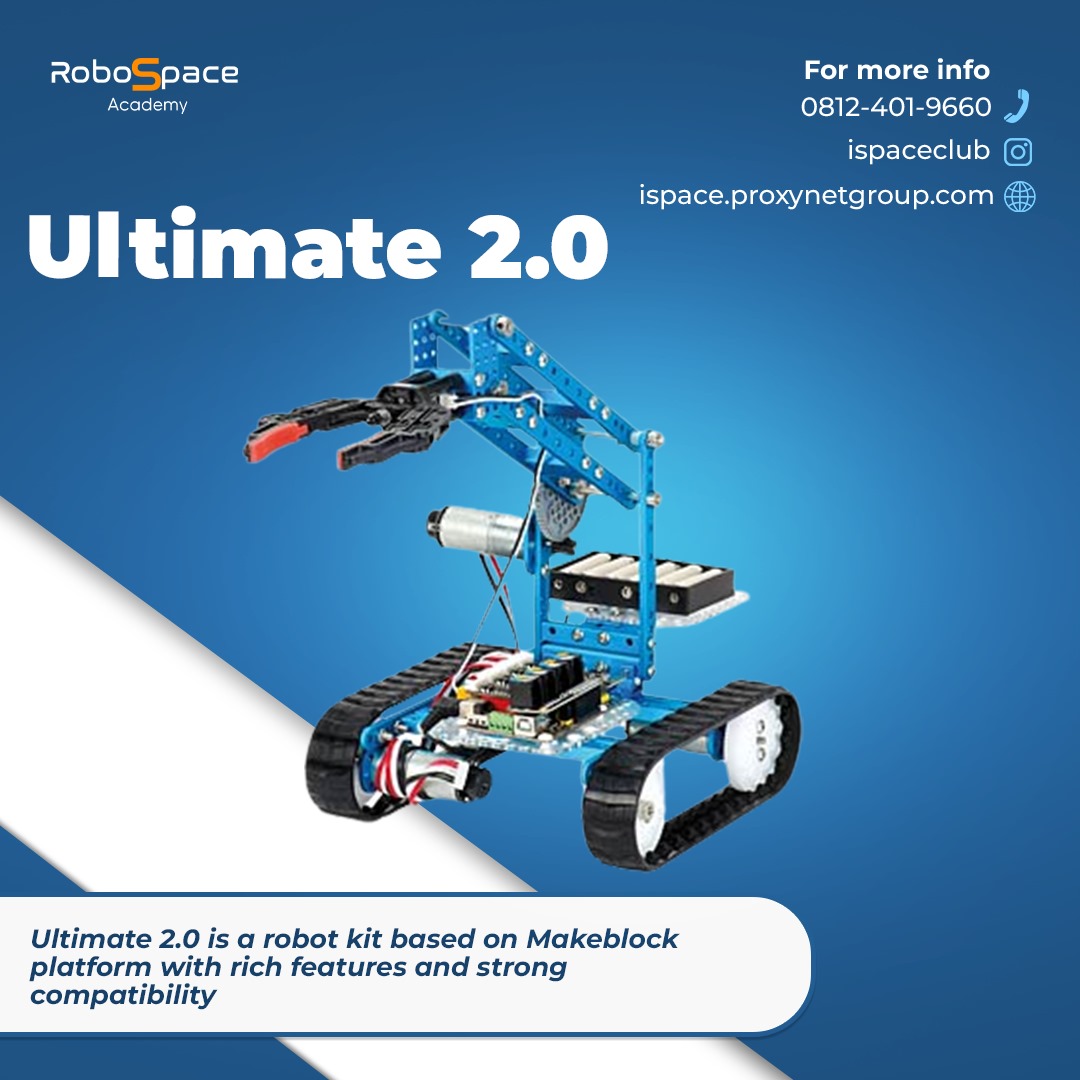 RoboSpace
Academy
For more info
0812-401-9660
ispaceclub
ispace.proxynetgroup.com
Ultimate 2.0
Ultimate 2.0 is a robot kit based on Makeblock
platform with rich features and strong
compatibility